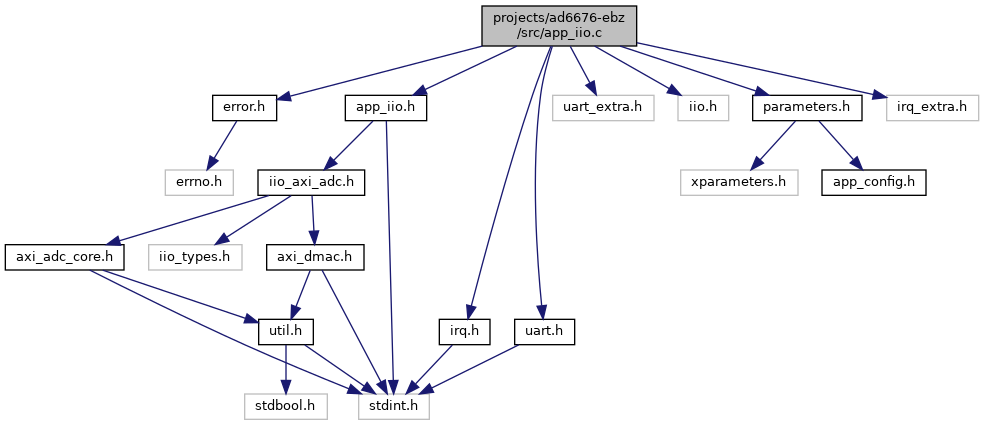 projects/ad6676-ebz
/src/app_iio.c
error.h
app_iio.h
uart_extra.h
iio.h
parameters.h
irq_extra.h
errno.h
iio_axi_adc.h
xparameters.h
app_config.h
axi_adc_core.h
iio_types.h
axi_dmac.h
util.h
irq.h
uart.h
stdbool.h
stdint.h